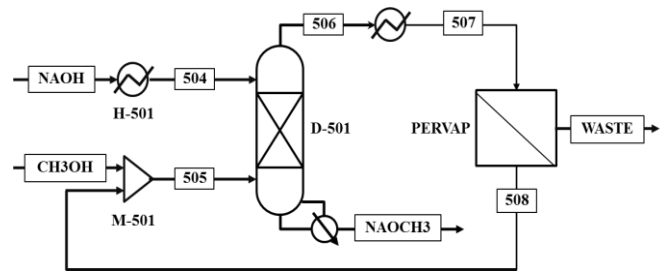 506
507
NAOH
504
H-501
D-501
PERVAP
WASTE
CH3OH
505
M-501
508
NAOCH3